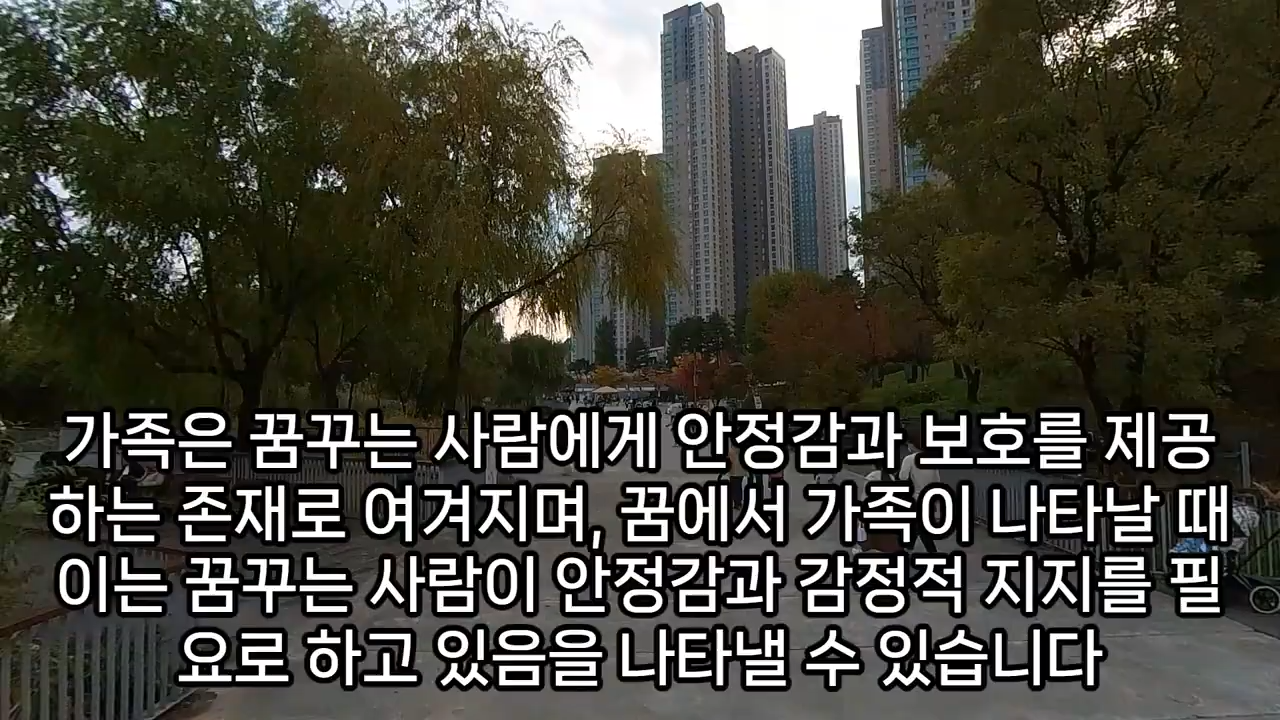 가족은 꿈꾸는 사람에게 안정감과 보호를 제공
하는 존재로 여겨지며, 꿈에서 가족이 나타날 때
이는 꿈꾸는 사람이 안정감과 감정적 지지를 필
요로 하고 있음을 나타낼 수 있습니다